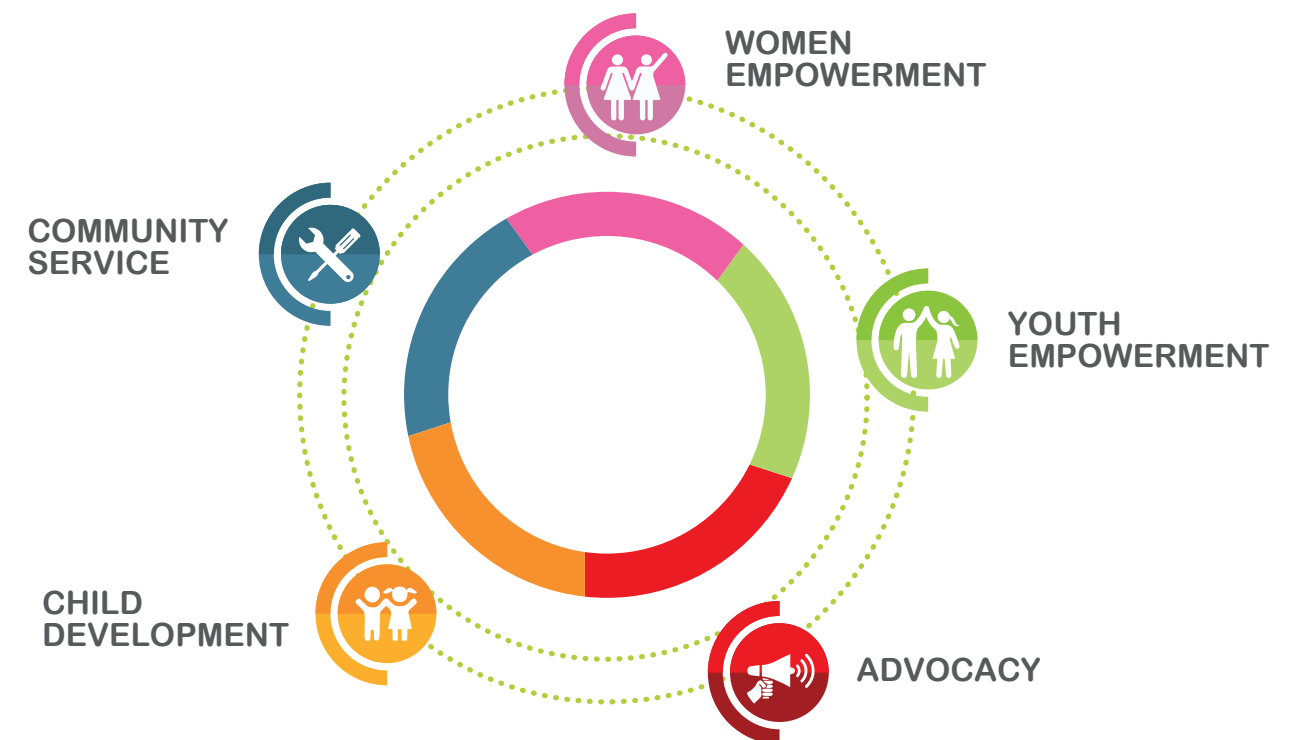 WOMEN
EMPOWERMENT
COMMUNITY
SERVICE
YOUTH
EMPOWERMENT
CHILD
DEVELOPMENT
ADVOCACY